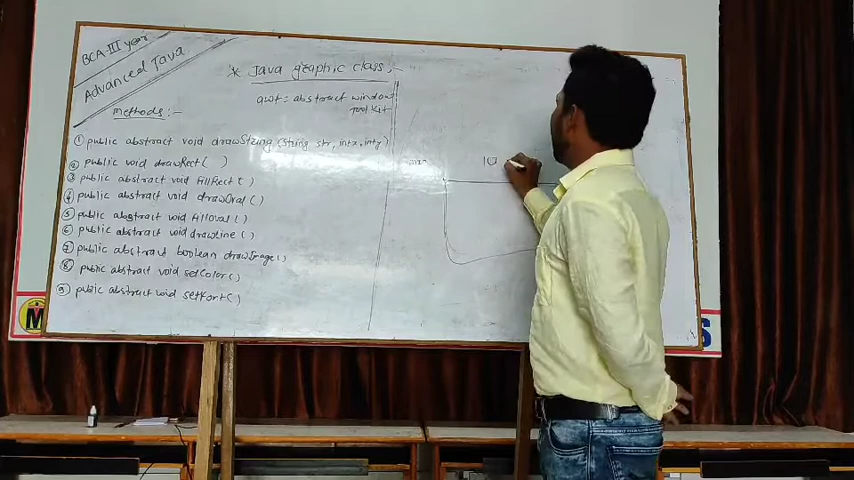 BCA-III year
Advanced Java
* Java graphic class :-
awt = abstract windows
tool kit
methods :-
① public abstract void drawString (string str, int x, int y)
② public abstract void drawRect( )
③ public abstract void fillRect ( )
④ public abstract void drawOval ( )
⑤ public abstract void fillOval ( )
⑥ public abstract void drawline ( )
⑦ public abstract boolean drawImage ( )
⑧ public abstract void setColor ( )
⑨ public abstract void setFont ( )
10